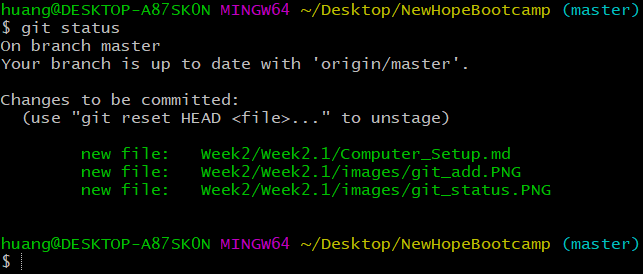 huang@DESKTOP-A87SK0N MINGW64 ~/Desktop/NewHopeBootcamp (master)
$ git status
On branch master
Your branch is up to date with 'origin/master'.

Changes to be committed:
  (use "git reset HEAD <file>..." to unstage)

        new file:   Week2/Week2.1/Computer_Setup.md
        new file:   Week2/Week2.1/images/git_add.PNG
        new file:   Week2/Week2.1/images/git_status.PNG


huang@DESKTOP-A87SK0N MINGW64 ~/Desktop/NewHopeBootcamp (master)
$